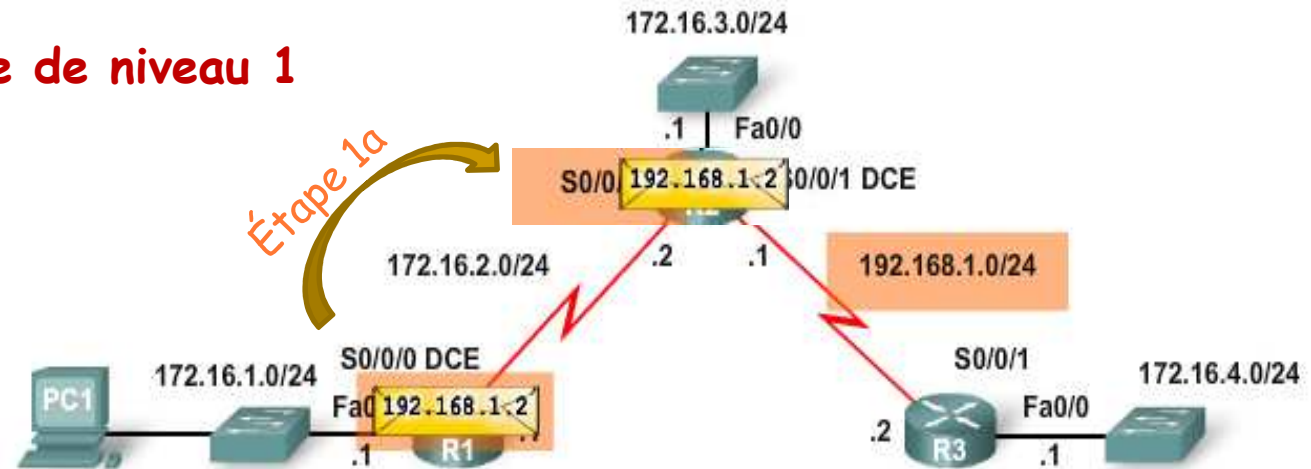 172.16.3.0/24
e de niveau 1
.1 Fa0/0
Étape 1a
S0/0/ 192.168.1.2 S0/0/1 DCE
.2 .1
172.16.2.0/24
192.168.1.0/24
S0/0/0 DCE
172.16.1.0/24
S0/0/1
172.16.4.0/24
PC1
192.168.1.2
Fa0/0
.1 R1
.2 R3 .1